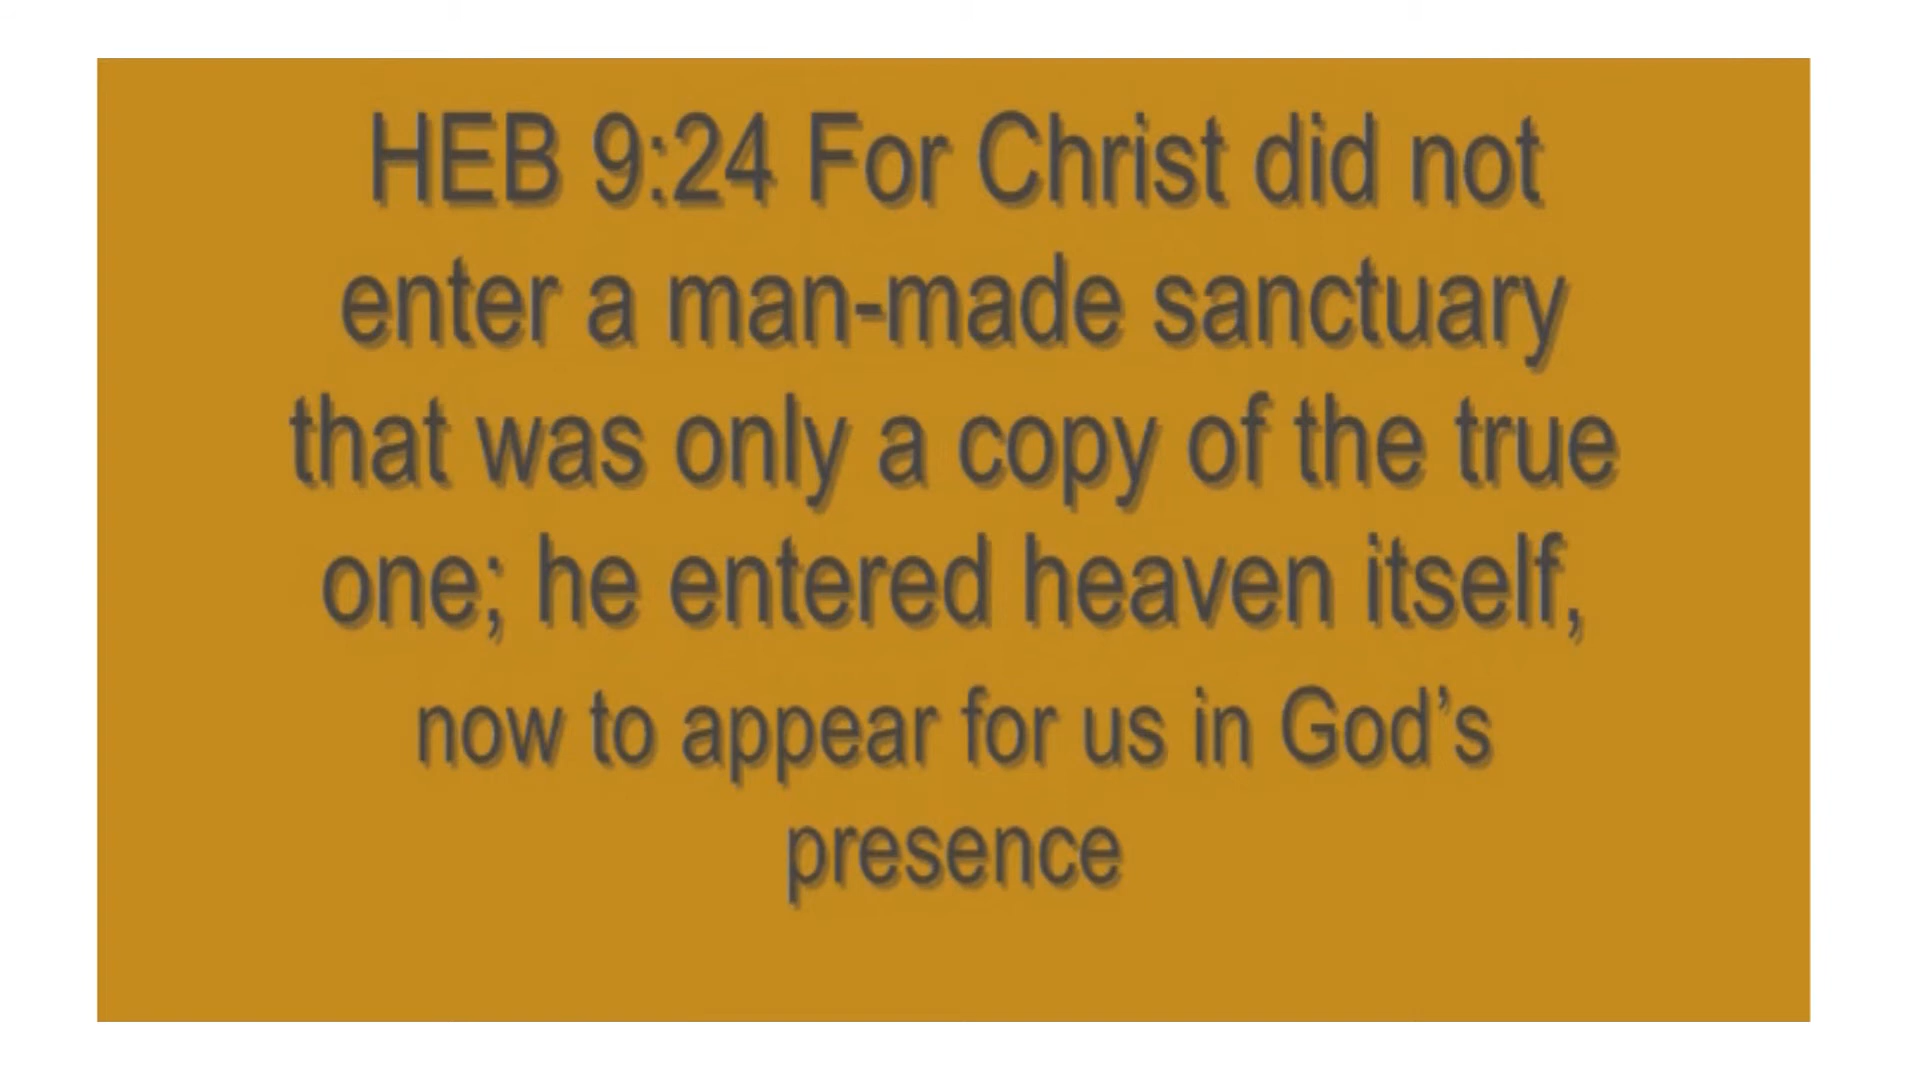 HEB 9:24 For Christ did not
enter a man-made sanctuary
that was only a copy of the true
one; he entered heaven itself,
now to appear for us in God’s
presence